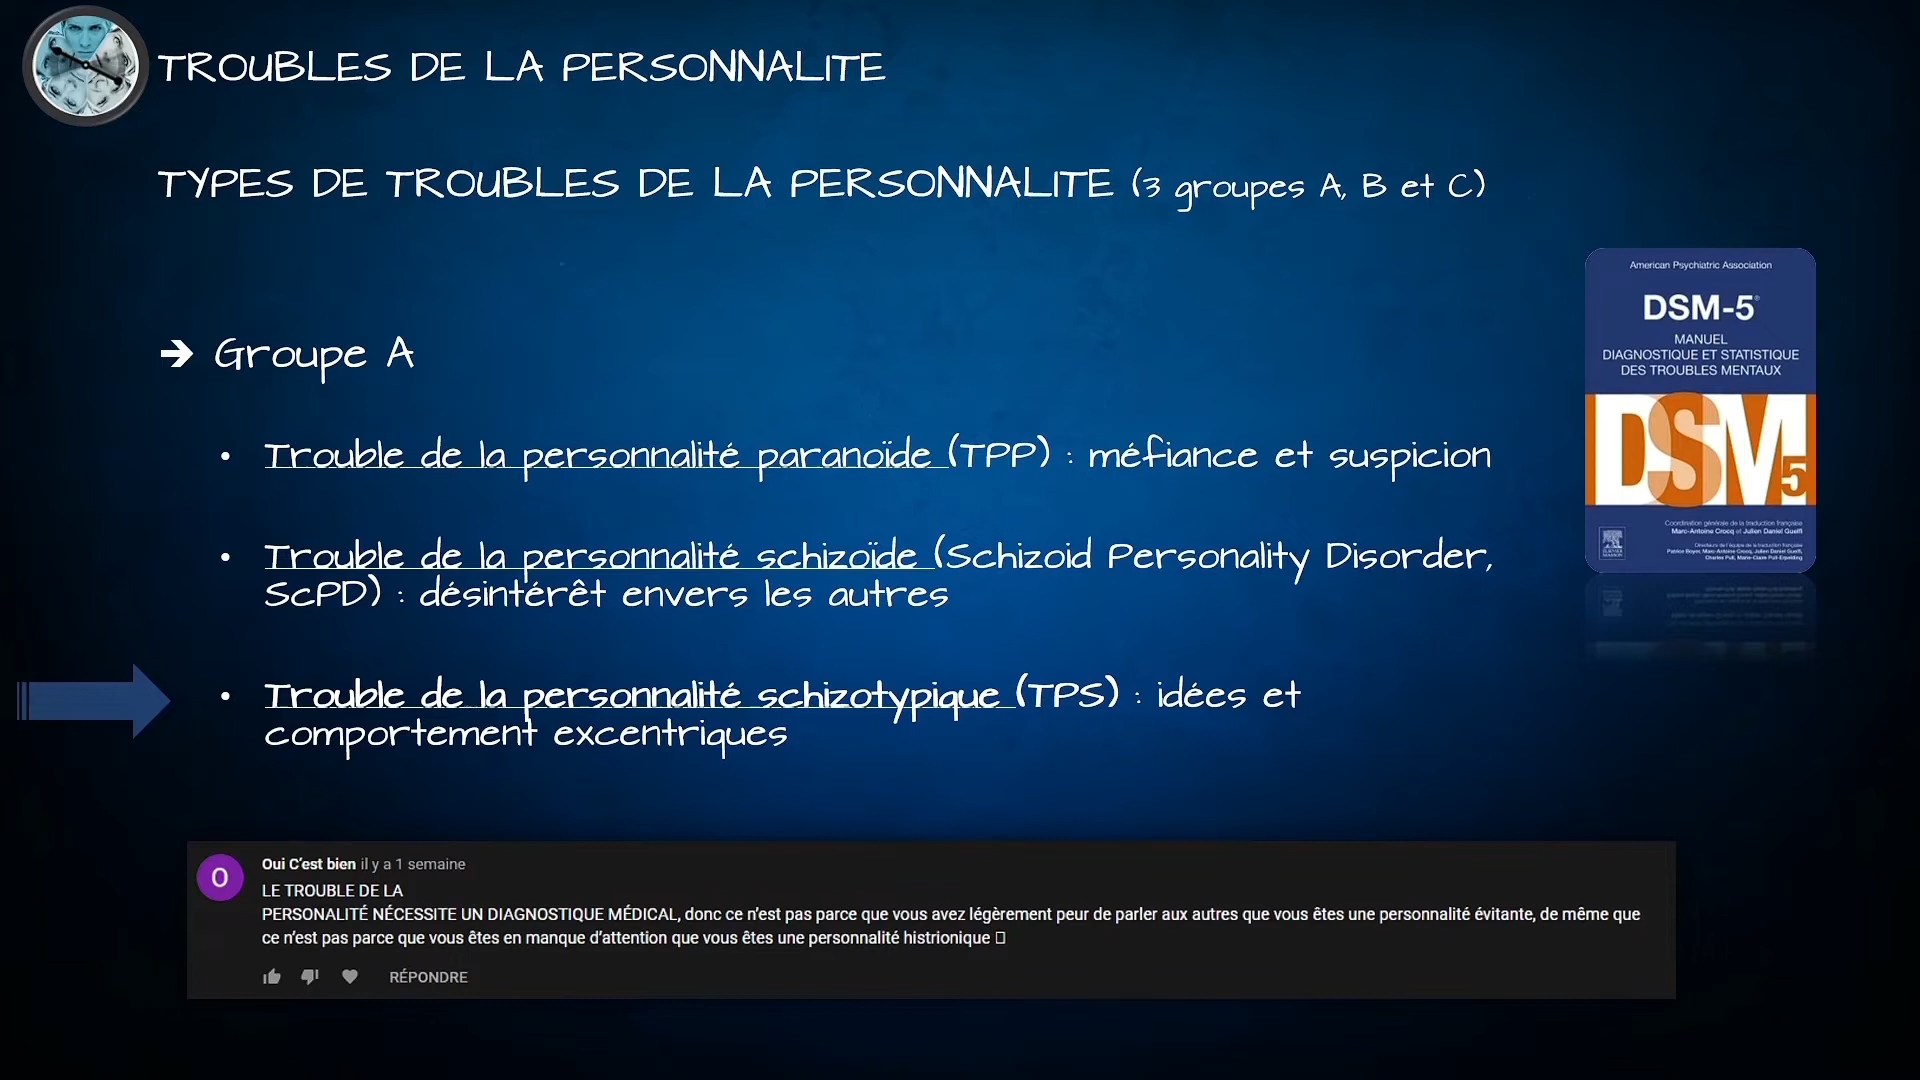 TROUBLES DE LA PERSONNALITE
TYPES DE TROUBLES DE LA PERSONNALITE (3 groupes A, B et C)
American Psychiatric Association
DSM-5®
MANUEL
DIAGNOSTIQUE ET STATISTIQUE
DES TROUBLES MENTAUX
DSM
5
Coordination générale de la traduction française
Marc-Antoine Crocq et Julien Daniel Guelfi
Directeurs de l'équipe de la traduction française
Patrice Boyer, Marc-Antoine Crocq, Julien Daniel Guelfi,
Charles Pull, Marie-Claire Pull-Erpelding
➔ Groupe A
• Trouble de la personnalité paranoïde (TPP) : méfiance et suspicion
• Trouble de la personnalité schizoïde (Schizoid Personality Disorder,
ScPD) : désintérêt envers les autres
• Trouble de la personnalité schizotypique (TPS) : idées et
comportement excentriques
O
Oui C'est bien il y a 1 semaine
LE TROUBLE DE LA
PERSONALITÉ NÉCESSITE UN DIAGNOSTIQUE MÉDICAL, donc ce n'est pas parce que vous avez légèrement peur de parler aux autres que vous êtes une personnalité évitante, de même que
ce n'est pas parce que vous êtes en manque d'attention que vous êtes une personnalité histrionique
RÉPONDRE